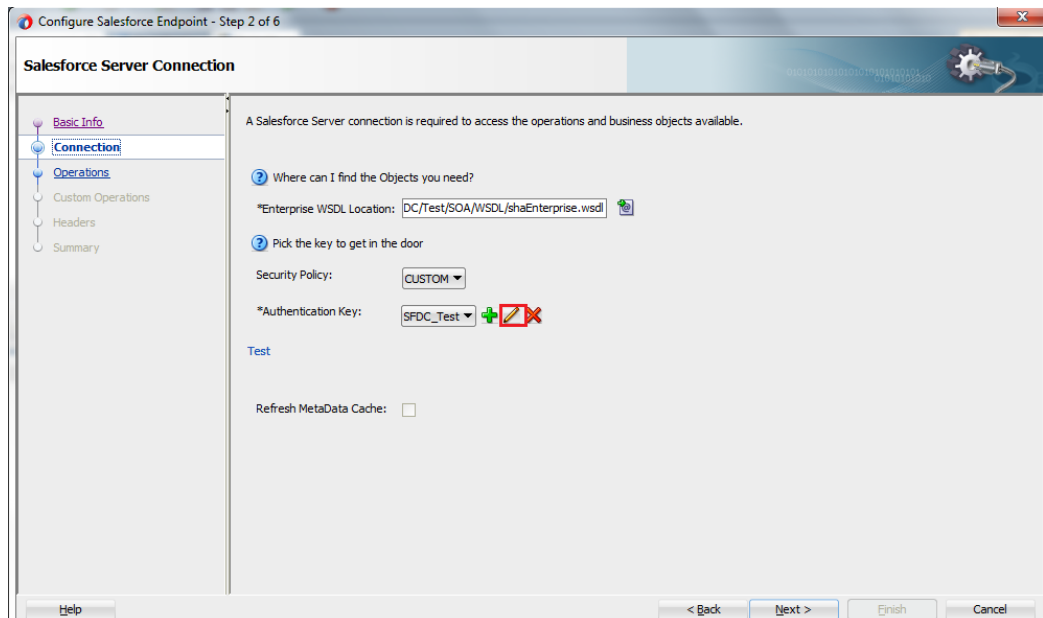 Configure Salesforce Endpoint - Step 2 of 6
Salesforce Server Connection
Basic Info
Connection
Operations
Custom Operations
Headers
Summary
A Salesforce Server connection is required to access the operations and business objects available.
Where can I find the Objects you need?
*Enterprise WSDL Location: DC/Test/SOA/WSDL/shaEnterprise.wsdl
Pick the key to get in the door
Security Policy: CUSTOM
*Authentication Key: SFDC_Test
Test
Refresh MetaData Cache:
Help < Back Next > Finish Cancel